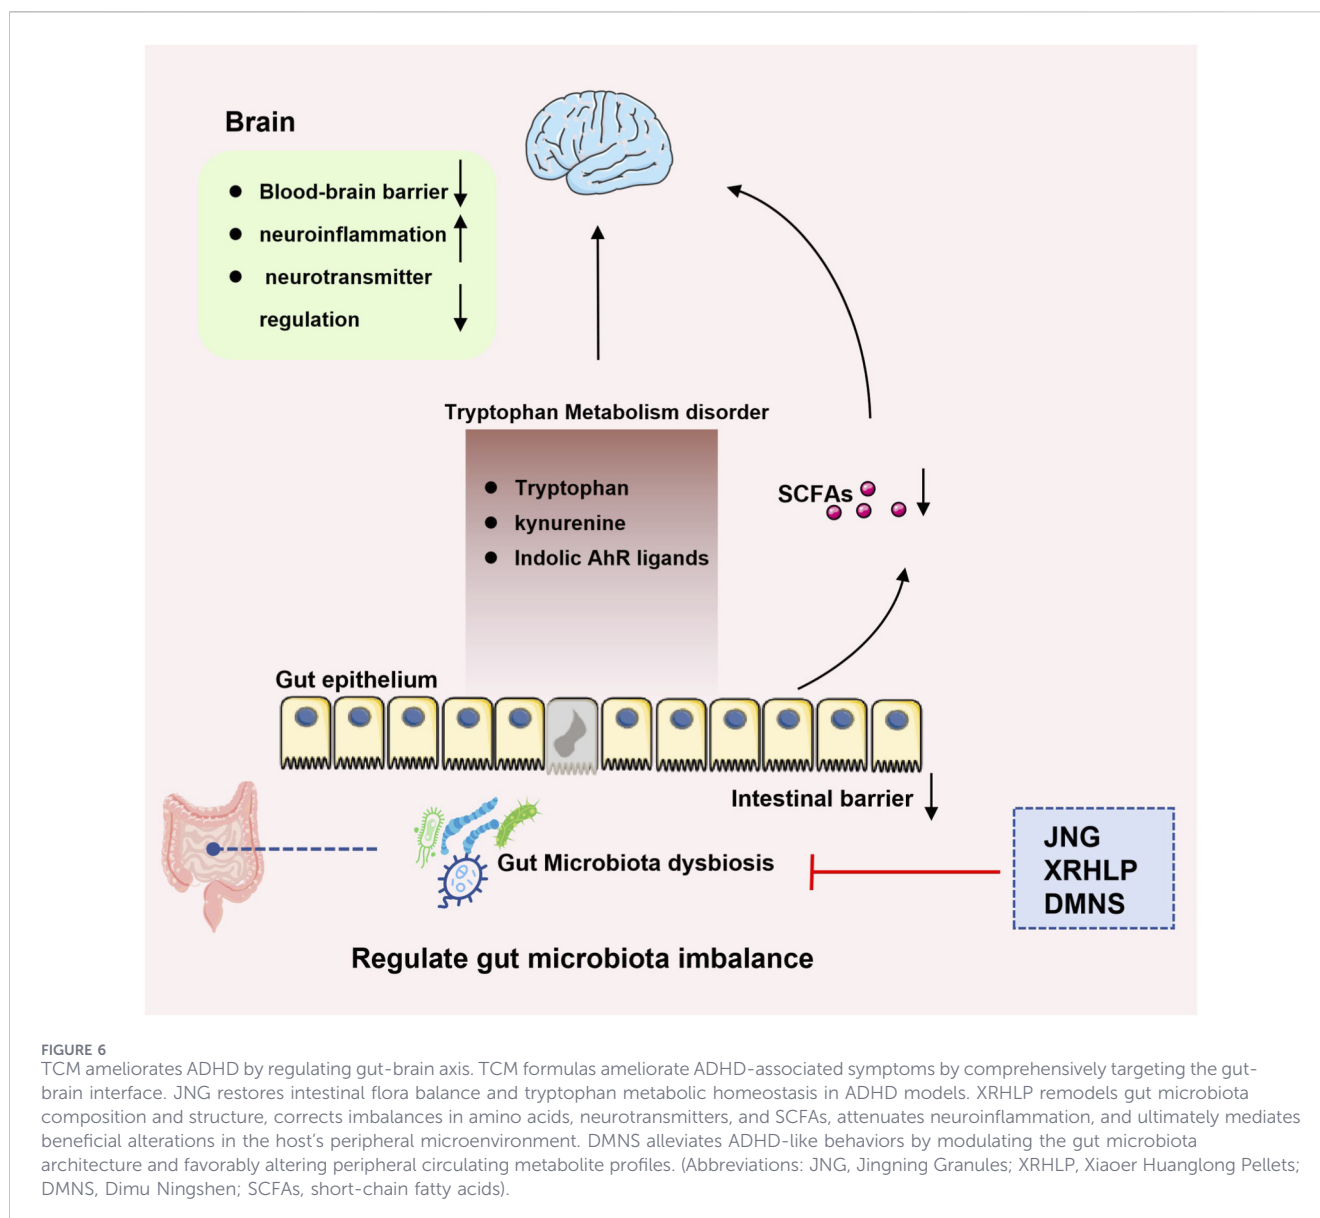 Brain
Blood-brain barrier
neuroinflammation
neurotransmitter
regulation
Tryptophan Metabolism disorder
Tryptophan
kynurenine
Indolic AhR ligands
SCFAs
Gut epithelium
Intestinal barrier
Gut Microbiota dysbiosis
JNG
XRHLP
DMNS
Regulate gut microbiota imbalance
FIGURE 6
TCM ameliorates ADHD by regulating gut-brain axis. TCM formulas ameliorate ADHD-associated symptoms by comprehensively targeting the gut-
brain interface. JNG restores intestinal flora balance and tryptophan metabolic homeostasis in ADHD models. XRHLP remodels gut microbiota
composition and structure, corrects imbalances in amino acids, neurotransmitters, and SCFAs, attenuates neuroinflammation, and ultimately mediates
beneficial alterations in the host's peripheral microenvironment. DMNS alleviates ADHD-like behaviors by modulating the gut microbiota
architecture and favorably altering peripheral circulating metabolite profiles. (Abbreviations: JNG, Jingning Granules; XRHLP, Xiaoer Huanglong Pellets;
DMNS, Dimu Ningshen; SCFAs, short-chain fatty acids).